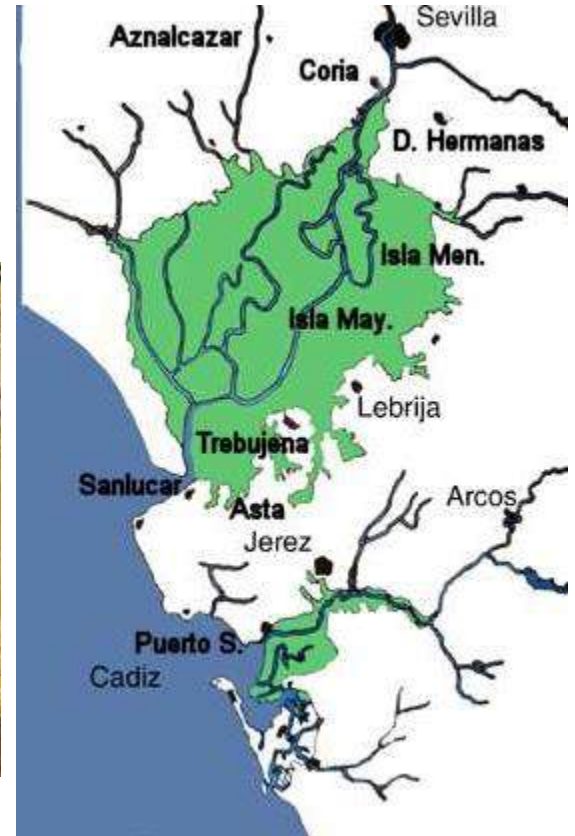 Sevilla
Aznalcazar
Coria
D. Hermanas
Isla Men.
Isla May.
Lebrija
Trebujena
Sanlucar
Arcos
Asta
Jerez
Puerto S.
Cadiz